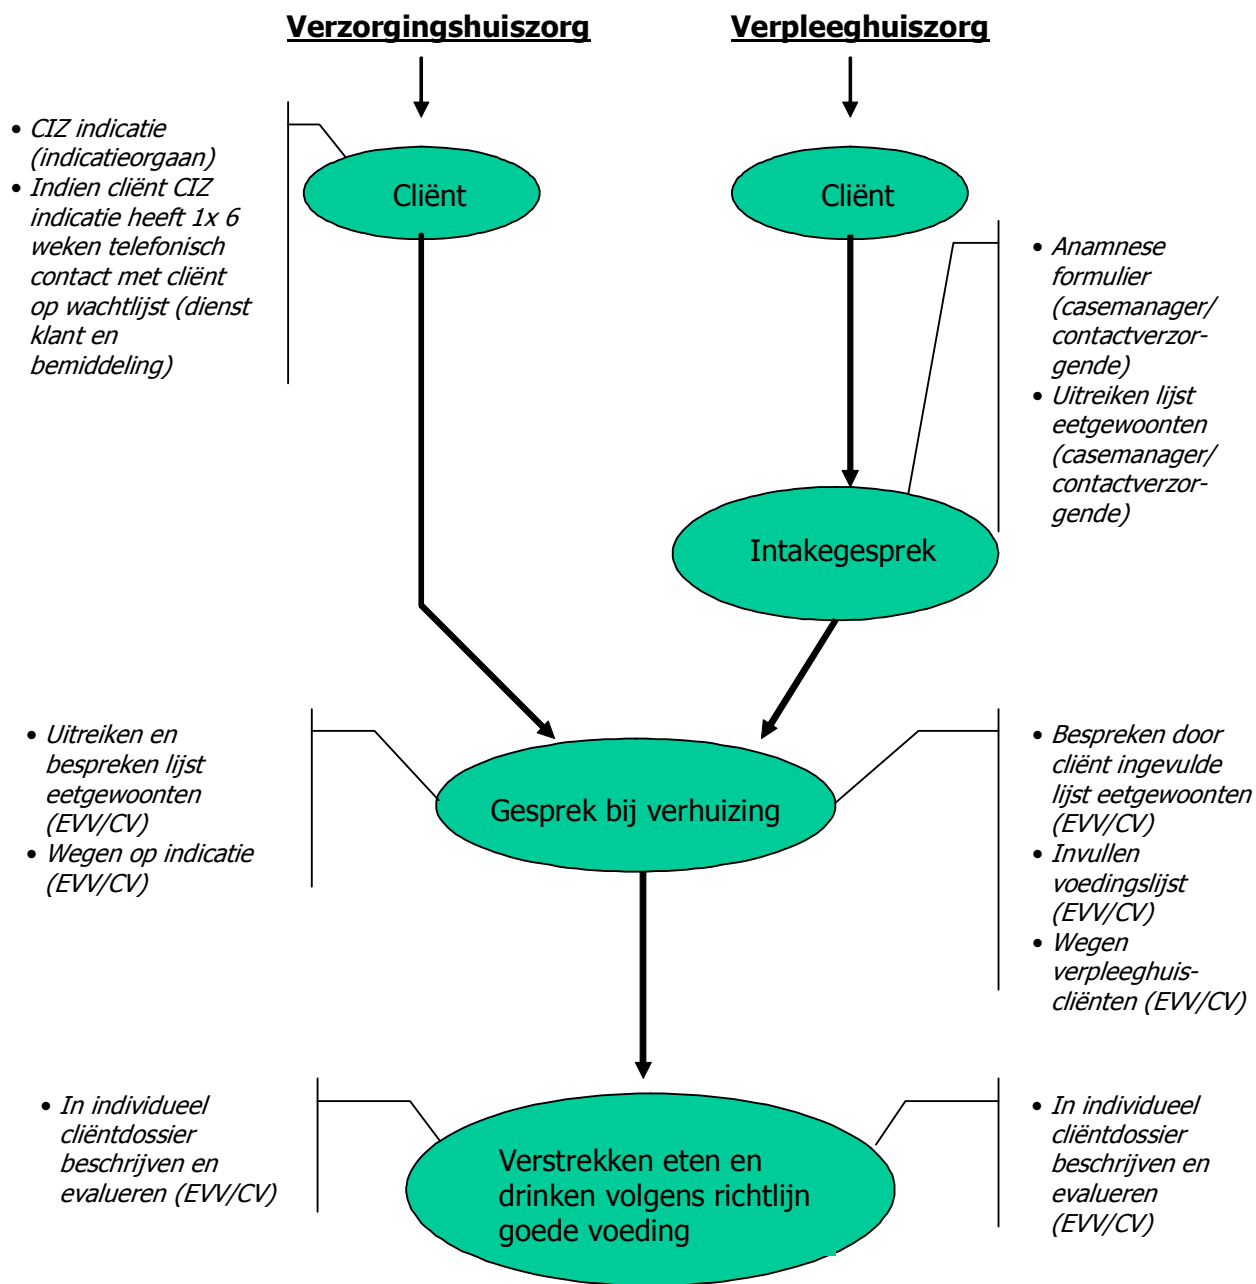 Verzorgingshuiszorg
Verpleeghuiszorg
• CIZ indicatie
(indicatieorgaan)
• Indien cliënt CIZ
indicatie heeft 1x 6
weken telefonisch
contact met cliënt
op wachtlijst (dienst
klant en
bemiddeling)
Cliënt
Cliënt
• Anamnese
formulier
(casemanager/
contactverzor-
gende)
• Uitreiken lijst
eetgewoonten
(casemanager/
contactverzor-
gende)
Intakegesprek
• Uitreiken en
bespreken lijst
eetgewoonten
(EVV/CV)
• Wegen op indicatie
(EVV/CV)
Gesprek bij verhuizing
• Bespreken door
cliënt ingevulde
lijst eetgewoonten
(EVV/CV)
• Invullen
voedingslijst
(EVV/CV)
• Wegen
verpleeghuis-
cliënten (EVV/CV)
• In individueel
cliëntdossier
beschrijven en
evalueren (EVV/CV)
Verstrekken eten en
drinken volgens richtlijn
goede voeding
• In individueel
cliëntdossier
beschrijven en
evalueren
(EVV/CV)